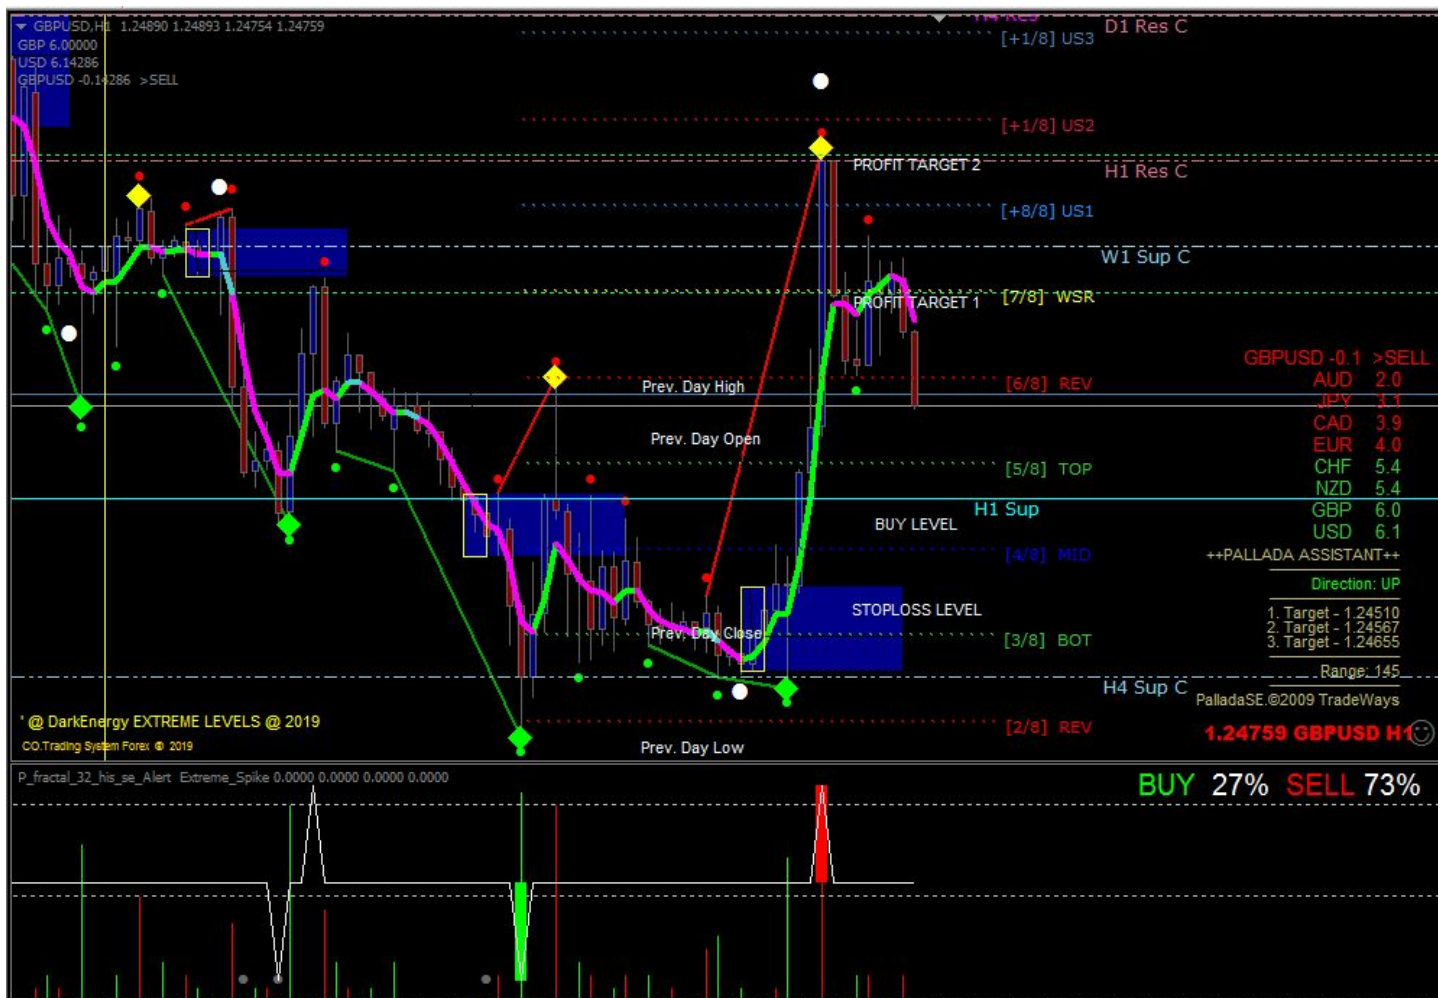 GBPUSD,H1 1.24890 1.24893 1.24754 1.24759
GBP 6.00000
USD 6.14286
GBPUSD -0.14286 >SELL
H4 Res
D1 Res C
[+1/8] US3
[+1/8] US2
PROFIT TARGET 2
H1 Res C
[+8/8] US1
W1 Sup C
PROFIT TARGET 1
[7/8] WSR
GBPUSD -0.1 >SELL
AUD 2.0
JPY 3.1
CAD 3.9
EUR 4.0
CHF 5.4
NZD 5.4
GBP 6.0
USD 6.1
Prev. Day High
[6/8] REV
Prev. Day Open
[5/8] TOP
H1 Sup
BUY LEVEL
[4/8] MID
++PALLADA ASSISTANT++
Direction: UP
1. Target - 1.24510
2. Target - 1.24567
3. Target - 1.24655
Range: 145
PalladaSE.©2009 TradeWays
STOPLOSS LEVEL
Prev. Day Close
[3/8] BOT
H4 Sup C
[2/8] REV
Prev. Day Low
1.24759 GBPUSD H1
' @ DarkEnergy EXTREME LEVELS @ 2019
CO.Trading System Forex © 2019
P_fractal_32_his_se_Alert Extreme_Spike 0.0000 0.0000 0.0000 0.0000
BUY 27% SELL 73%